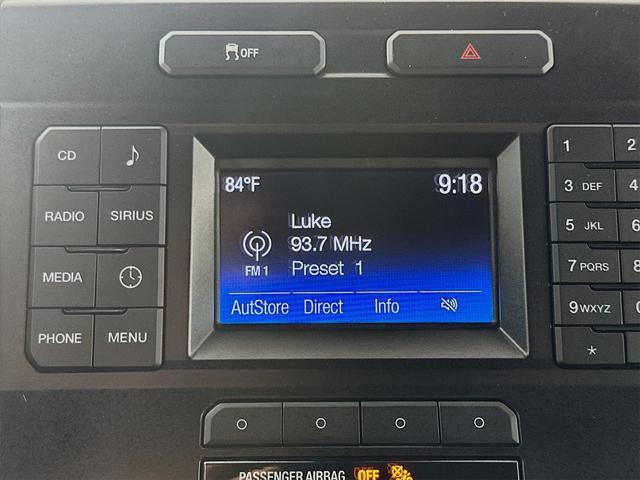 OFF
CD
RADIO SIRIUS
MEDIA
PHONE MENU
84°F 9:18
Luke
93.7 MHz
FM 1 Preset 1
AutStore Direct Info
1 2
3 DEF 4
5 JKL 6
7 PQRS 8
9 WXYZ 0
*
PASSENGER AIRBAG OFF